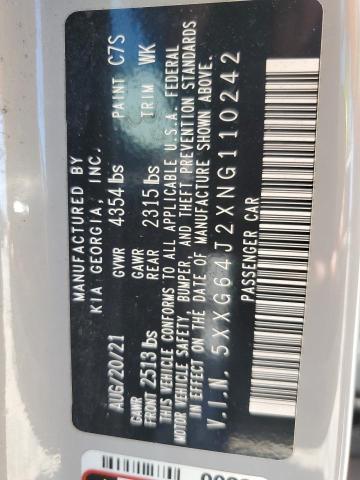 MANUFACTURED BY
KIA GEORGIA, INC.
AUG/20/21 GVWR 4354 lbs PAINT C7S
GAWR FRONT 2513 lbs GAWR REAR 2315 lbs TRIM WK
THIS VEHICLE CONFORMS TO ALL APPLICABLE U.S.A. FEDERAL
MOTOR VEHICLE SAFETY, BUMPER, AND THEFT PREVENTION STANDARDS
IN EFFECT ON THE DATE OF MANUFACTURE SHOWN ABOVE.
V.I.N. 5XXG64J2XNG110242
PASSENGER CAR